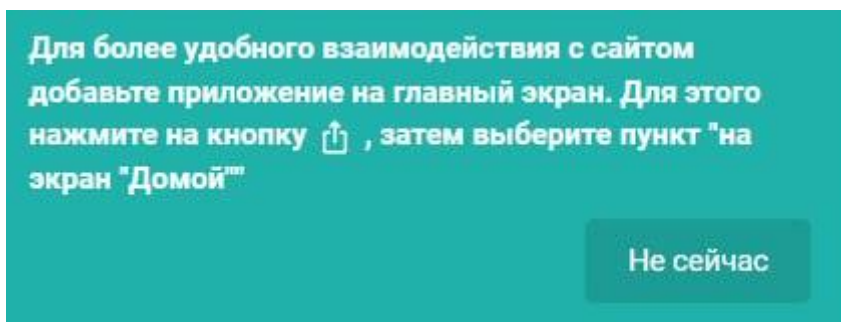 Для более удобного взаимодействия с сайтом
добавьте приложение на главный экран. Для этого
нажмите на кнопку , затем выберите пункт "на
экран "Домой""
Не сейчас